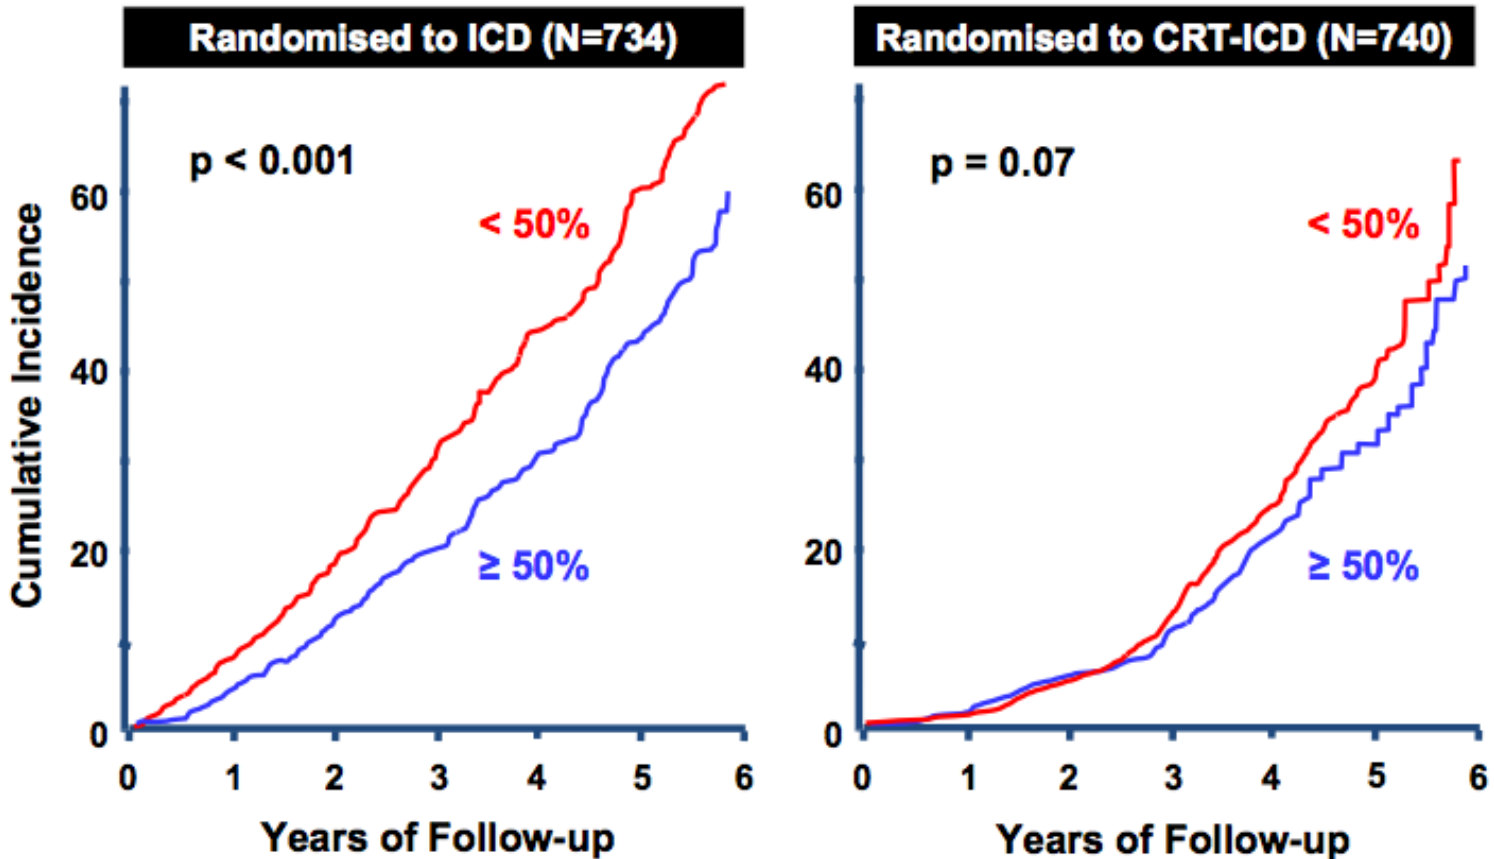 Randomised to ICD (N=734)
Randomised to CRT-ICD (N=740)
p < 0.001
p = 0.07
< 50%
< 50%
≥ 50%
≥ 50%
Cumulative Incidence
60
40
20
0
60
40
20
0
0 1 2 3 4 5 6
0 1 2 3 4 5 6
Years of Follow-up
Years of Follow-up